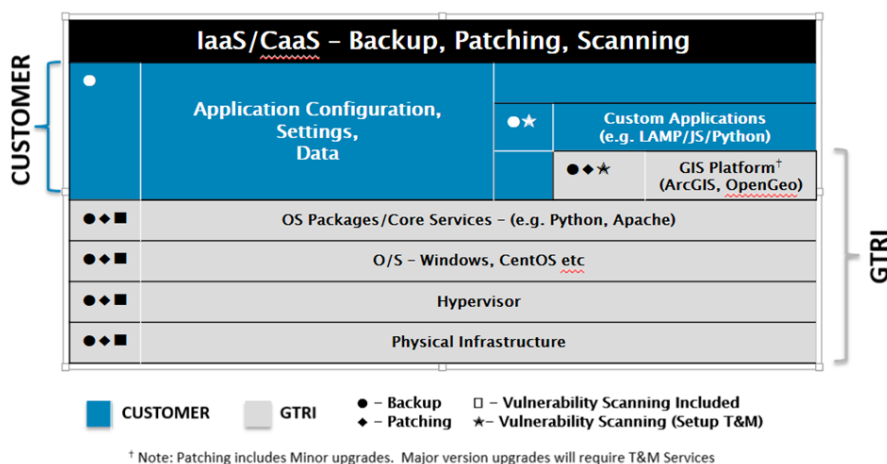 IaaS/CaaS – Backup, Patching, Scanning
CUSTOMER
Application Configuration,
Settings,
Data
Custom Applications
(e.g. LAMP/JS/Python)
GIS Platform†
(ArcGIS, OpenGeo)
OS Packages/Core Services – (e.g. Python, Apache)
O/S – Windows, CentOS etc
Hypervisor
Physical Infrastructure
GTRI
CUSTOMER
GTRI
● – Backup
◆ – Patching
□ – Vulnerability Scanning Included
★– Vulnerability Scanning (Setup T&M)
† Note: Patching includes Minor upgrades. Major version upgrades will require T&M Services